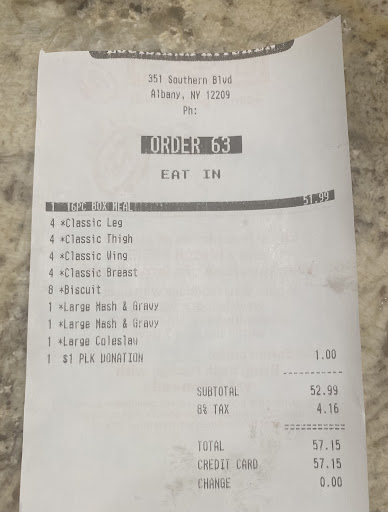 LOUISIANA KITCHEN
351 Southern Blvd
Albany, NY 12209
Ph:
ORDER 63
EAT IN
1 16PC BOX MEAL 51.99
4 *Classic Leg
4 *Classic Thigh
4 *Classic Wing
4 *Classic Breast
8 *Biscuit
1 *Large Mash & Gravy
1 *Large Mash & Gravy
1 *Large Coleslaw
1 $1 PLK DONATION 1.00
SUBTOTAL 52.99
8% TAX 4.16
TOTAL 57.15
CREDIT CARD 57.15
CHANGE 0.00